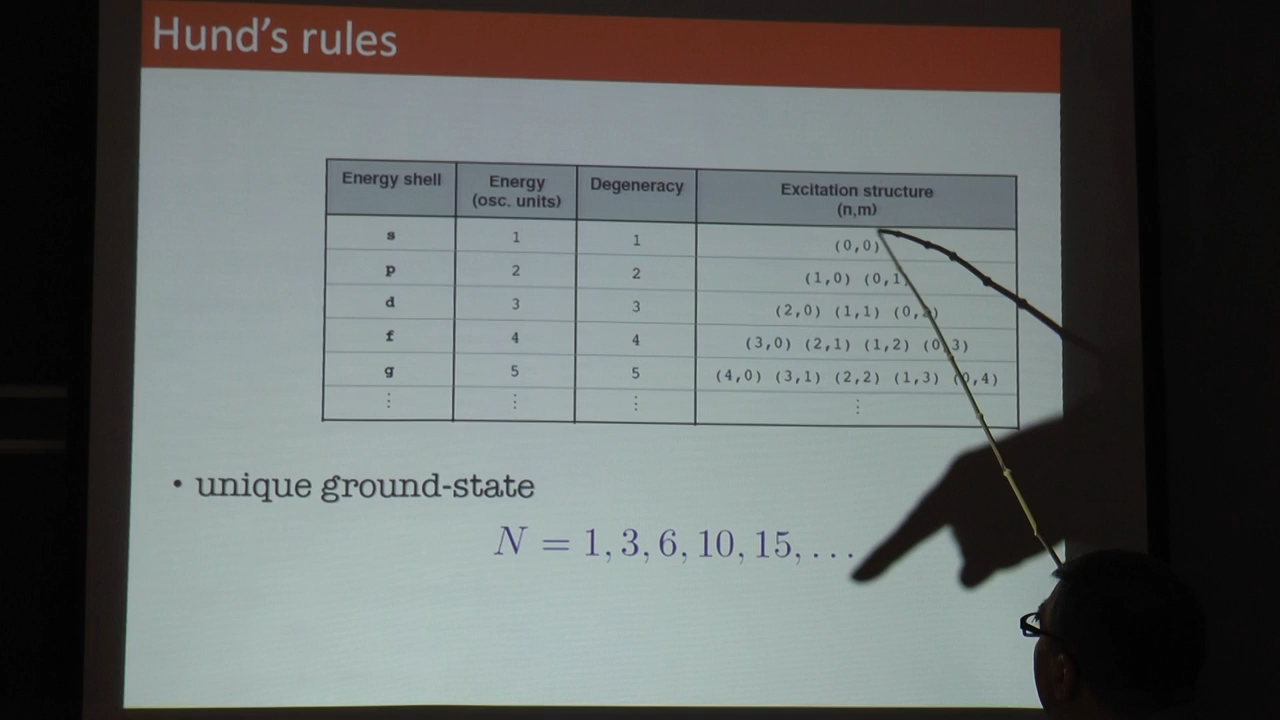 Hund's rules
Energy shell Energy (osc. units) Degeneracy Excitation structure (n,m)
s 1 1 (0,0)
p 2 2 (1,0) (0,1)
d 3 3 (2,0) (1,1) (0,2)
f 4 4 (3,0) (2,1) (1,2) (0,3)
g 5 5 (4,0) (3,1) (2,2) (1,3) (0,4)
⋮ ⋮ ⋮ ⋮
• unique ground-state
N = 1, 3, 6, 10, 15, . . .